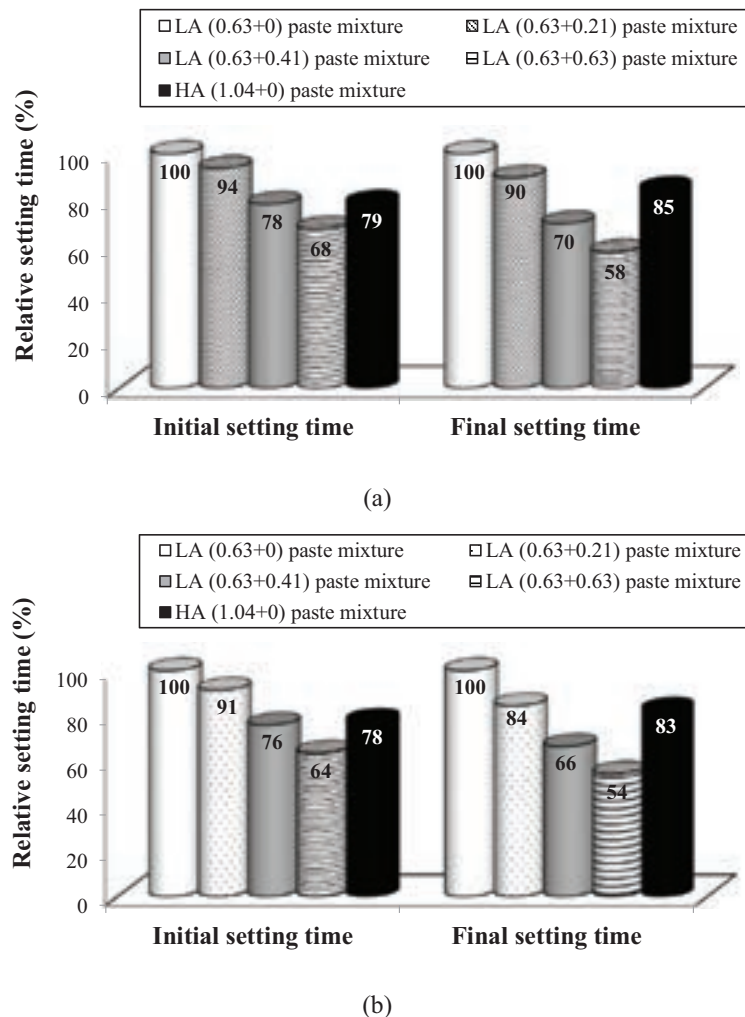 LA (0.63+0) paste mixture LA (0.63+0.21) paste mixture
LA (0.63+0.41) paste mixture LA (0.63+0.63) paste mixture
HA (1.04+0) paste mixture
Relative setting time (%)
100
80
60
40
20
0
100 94 78 68 79
100 90 70 58 85
Initial setting time Final setting time
(a)
LA (0.63+0) paste mixture LA (0.63+0.21) paste mixture
LA (0.63+0.41) paste mixture LA (0.63+0.63) paste mixture
HA (1.04+0) paste mixture
Relative setting time (%)
100
80
60
40
20
0
100 91 76 64 78
100 84 66 54 83
Initial setting time Final setting time
(b)